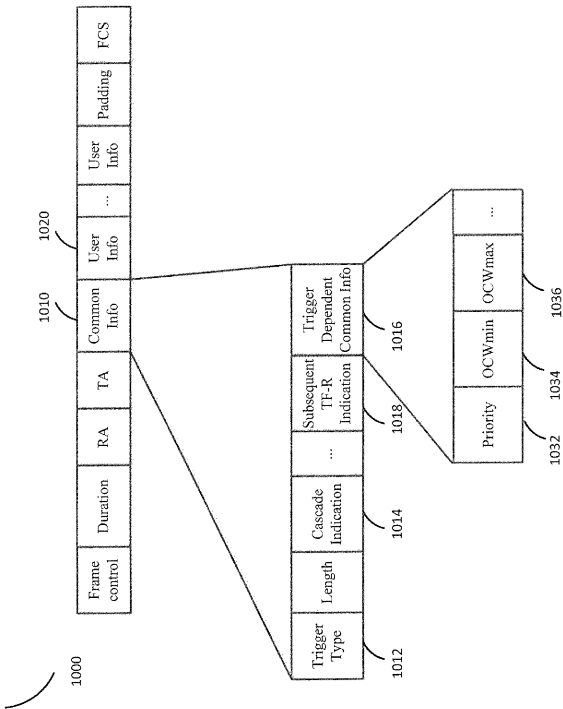 1000
1010
1020
Frame
control
Duration
RA
TA
Common
Info
User
Info
...
User
Info
Padding
FCS
Trigger
Type
Length
Cascade
Indication
...
Subsequent
TF-R
Indication
Trigger
Dependent
Common Info
1012
1014
1018
1016
Priority
OCWmin
OCWmax
...
1032
1034
1036